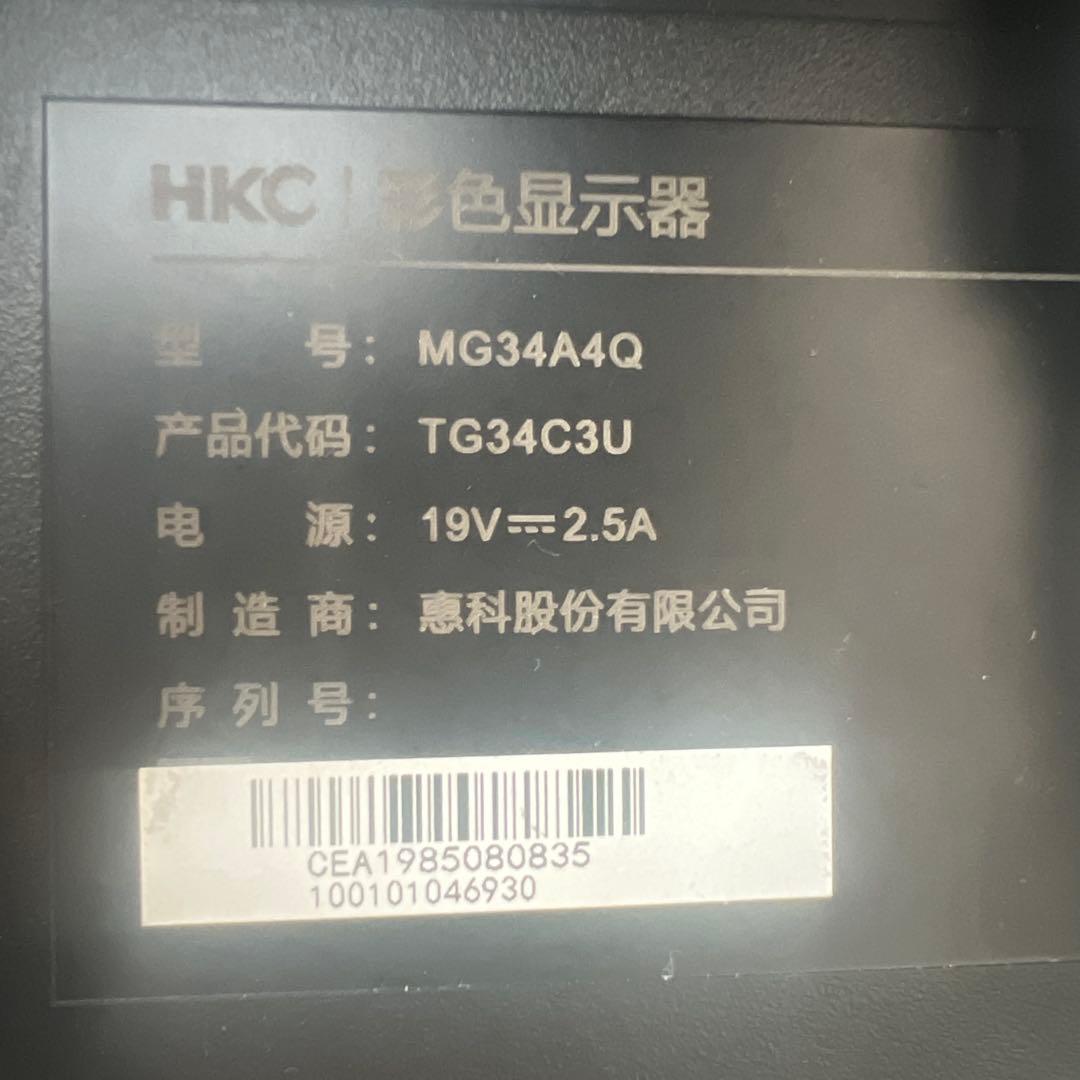 HKC | 彩色显示器
型 号： MG34A4Q
产品代码： TG34C3U
电 源： 19V⎓2.5A
制 造 商： 惠科股份有限公司
序 列 号：
CEA1985080835
100101046930